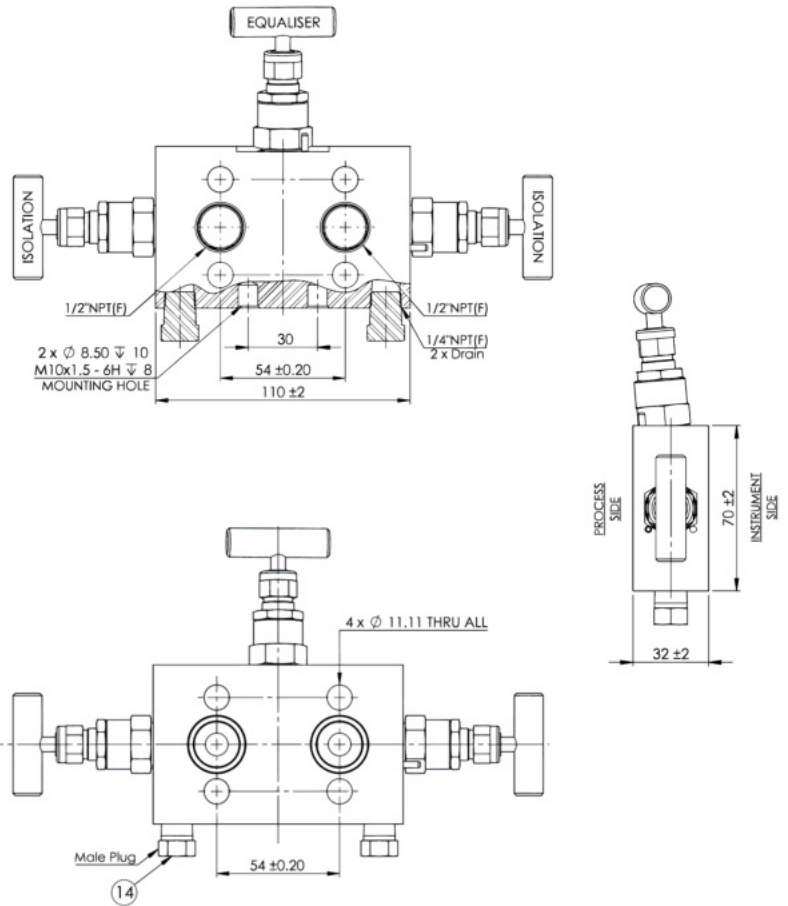 EQUALISER
ISOLATION
ISOLATION
1/2"NPT(F)
1/2"NPT(F)
1/4"NPT(F)
2 x Drain
30
2 x Ø 8.50 ↧ 10
M10x1.5 - 6H ↧ 8
MOUNTING HOLE
54 ±0.20
110 ±2
PROCESS
SIDE
70 ±2
INSTRUMENT
SIDE
32 ±2
4 x Ø 11.11 THRU ALL
Male Plug
14
54 ±0.20